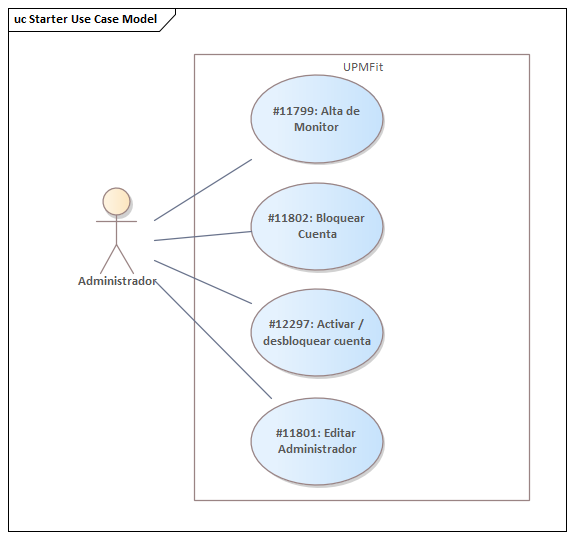 uc Starter Use Case Model
UPMFit
#11799: Alta de
Monitor
#11802: Bloquear
Cuenta
Administrador
#12297: Activar /
desbloquear cuenta
#11801: Editar
Administrador